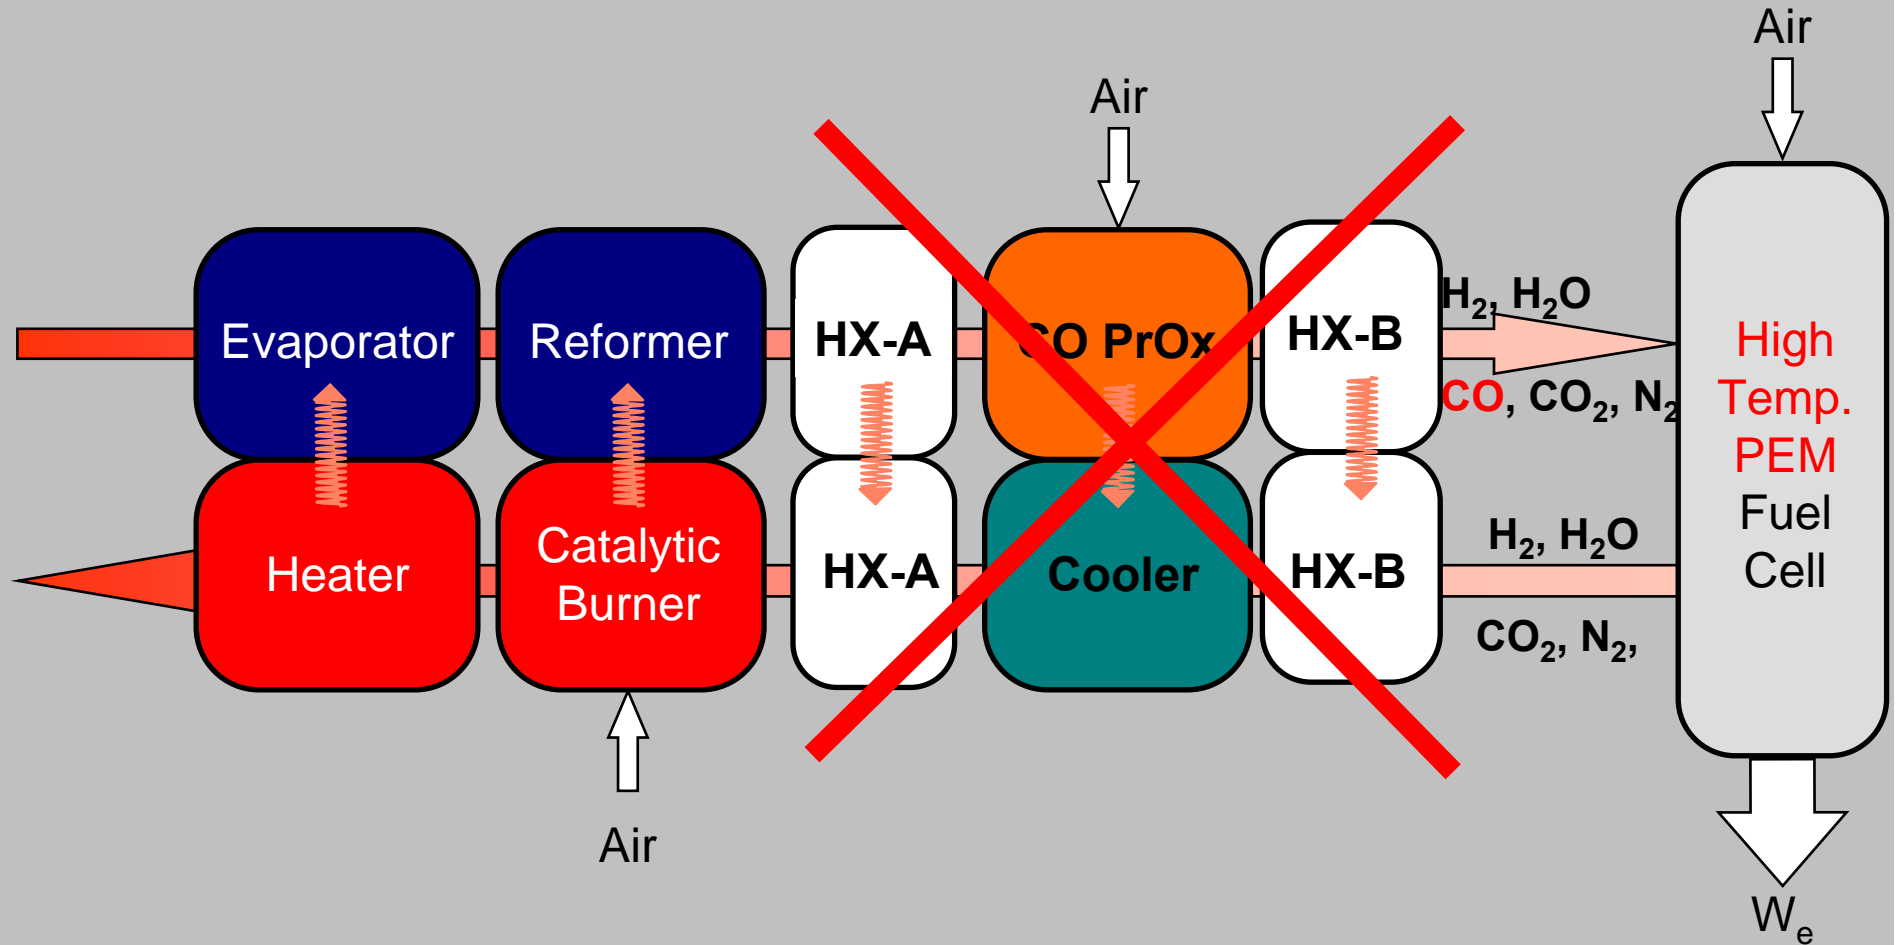 Air
Air
Evaporator
Reformer
HX-A
CO PrOx
HX-B
H₂, H₂O
CO, CO₂, N₂
High
Temp.
PEM
Fuel
Cell
Heater
Catalytic
Burner
HX-A
Cooler
HX-B
H₂, H₂O
CO₂, N₂,
Air
Wₑ